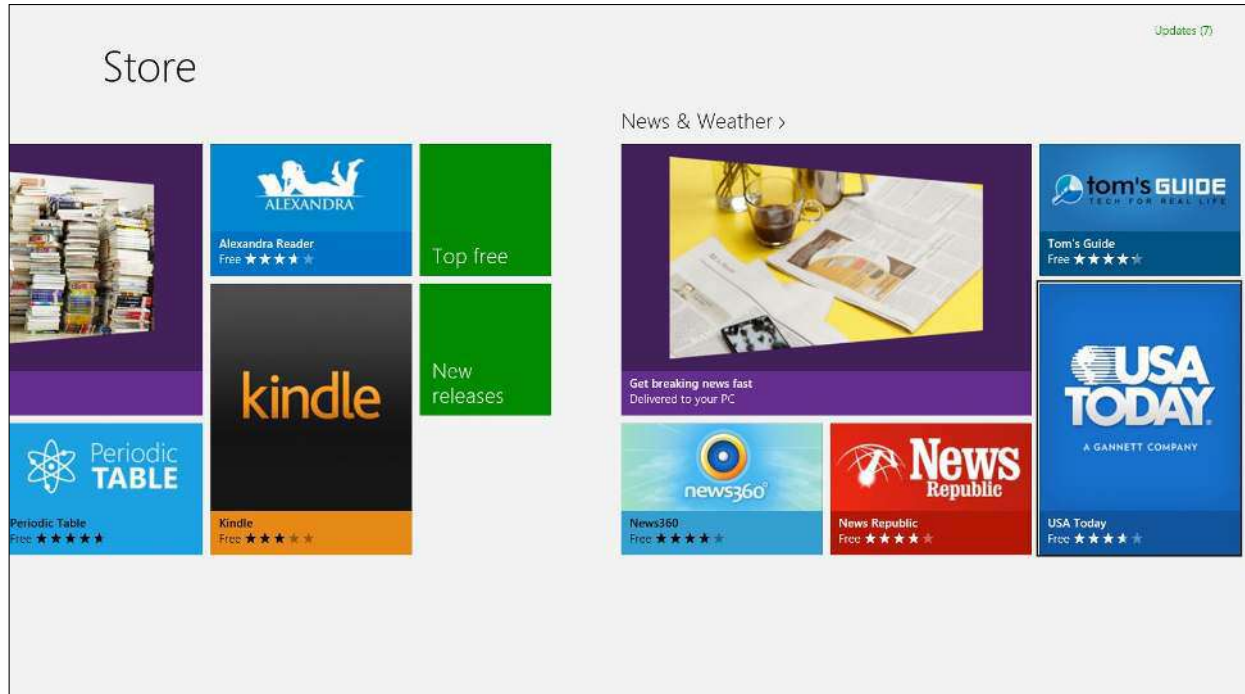 Updates (7)
Store
ALEXANDRA
Alexandra Reader
Free
Top free
Periodic
TABLE
Periodic Table
Free
kindle
Kindle
Free
New
releases
News & Weather >
Get breaking news fast
Delivered to your PC
tom's GUIDE
TECH FOR REAL LIFE
Tom's Guide
Free
news360°
News360
Free
News
Republic
News Republic
Free
USA
TODAY.
A GANNETT COMPANY
USA Today
Free